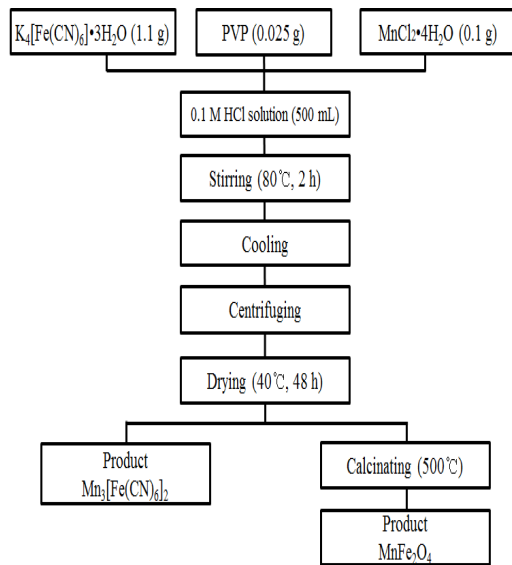 K₄[Fe(CN)₆]•3H₂O (1.1 g)
PVP (0.025 g)
MnCl₂•4H₂O (0.1 g)
0.1 M HCl solution (500 mL)
Stirring (80℃, 2 h)
Cooling
Centrifuging
Drying (40℃, 48 h)
Product
Mn₃[Fe(CN)₆]₂
Calcinating (500℃)
Product
MnFe₂O₄